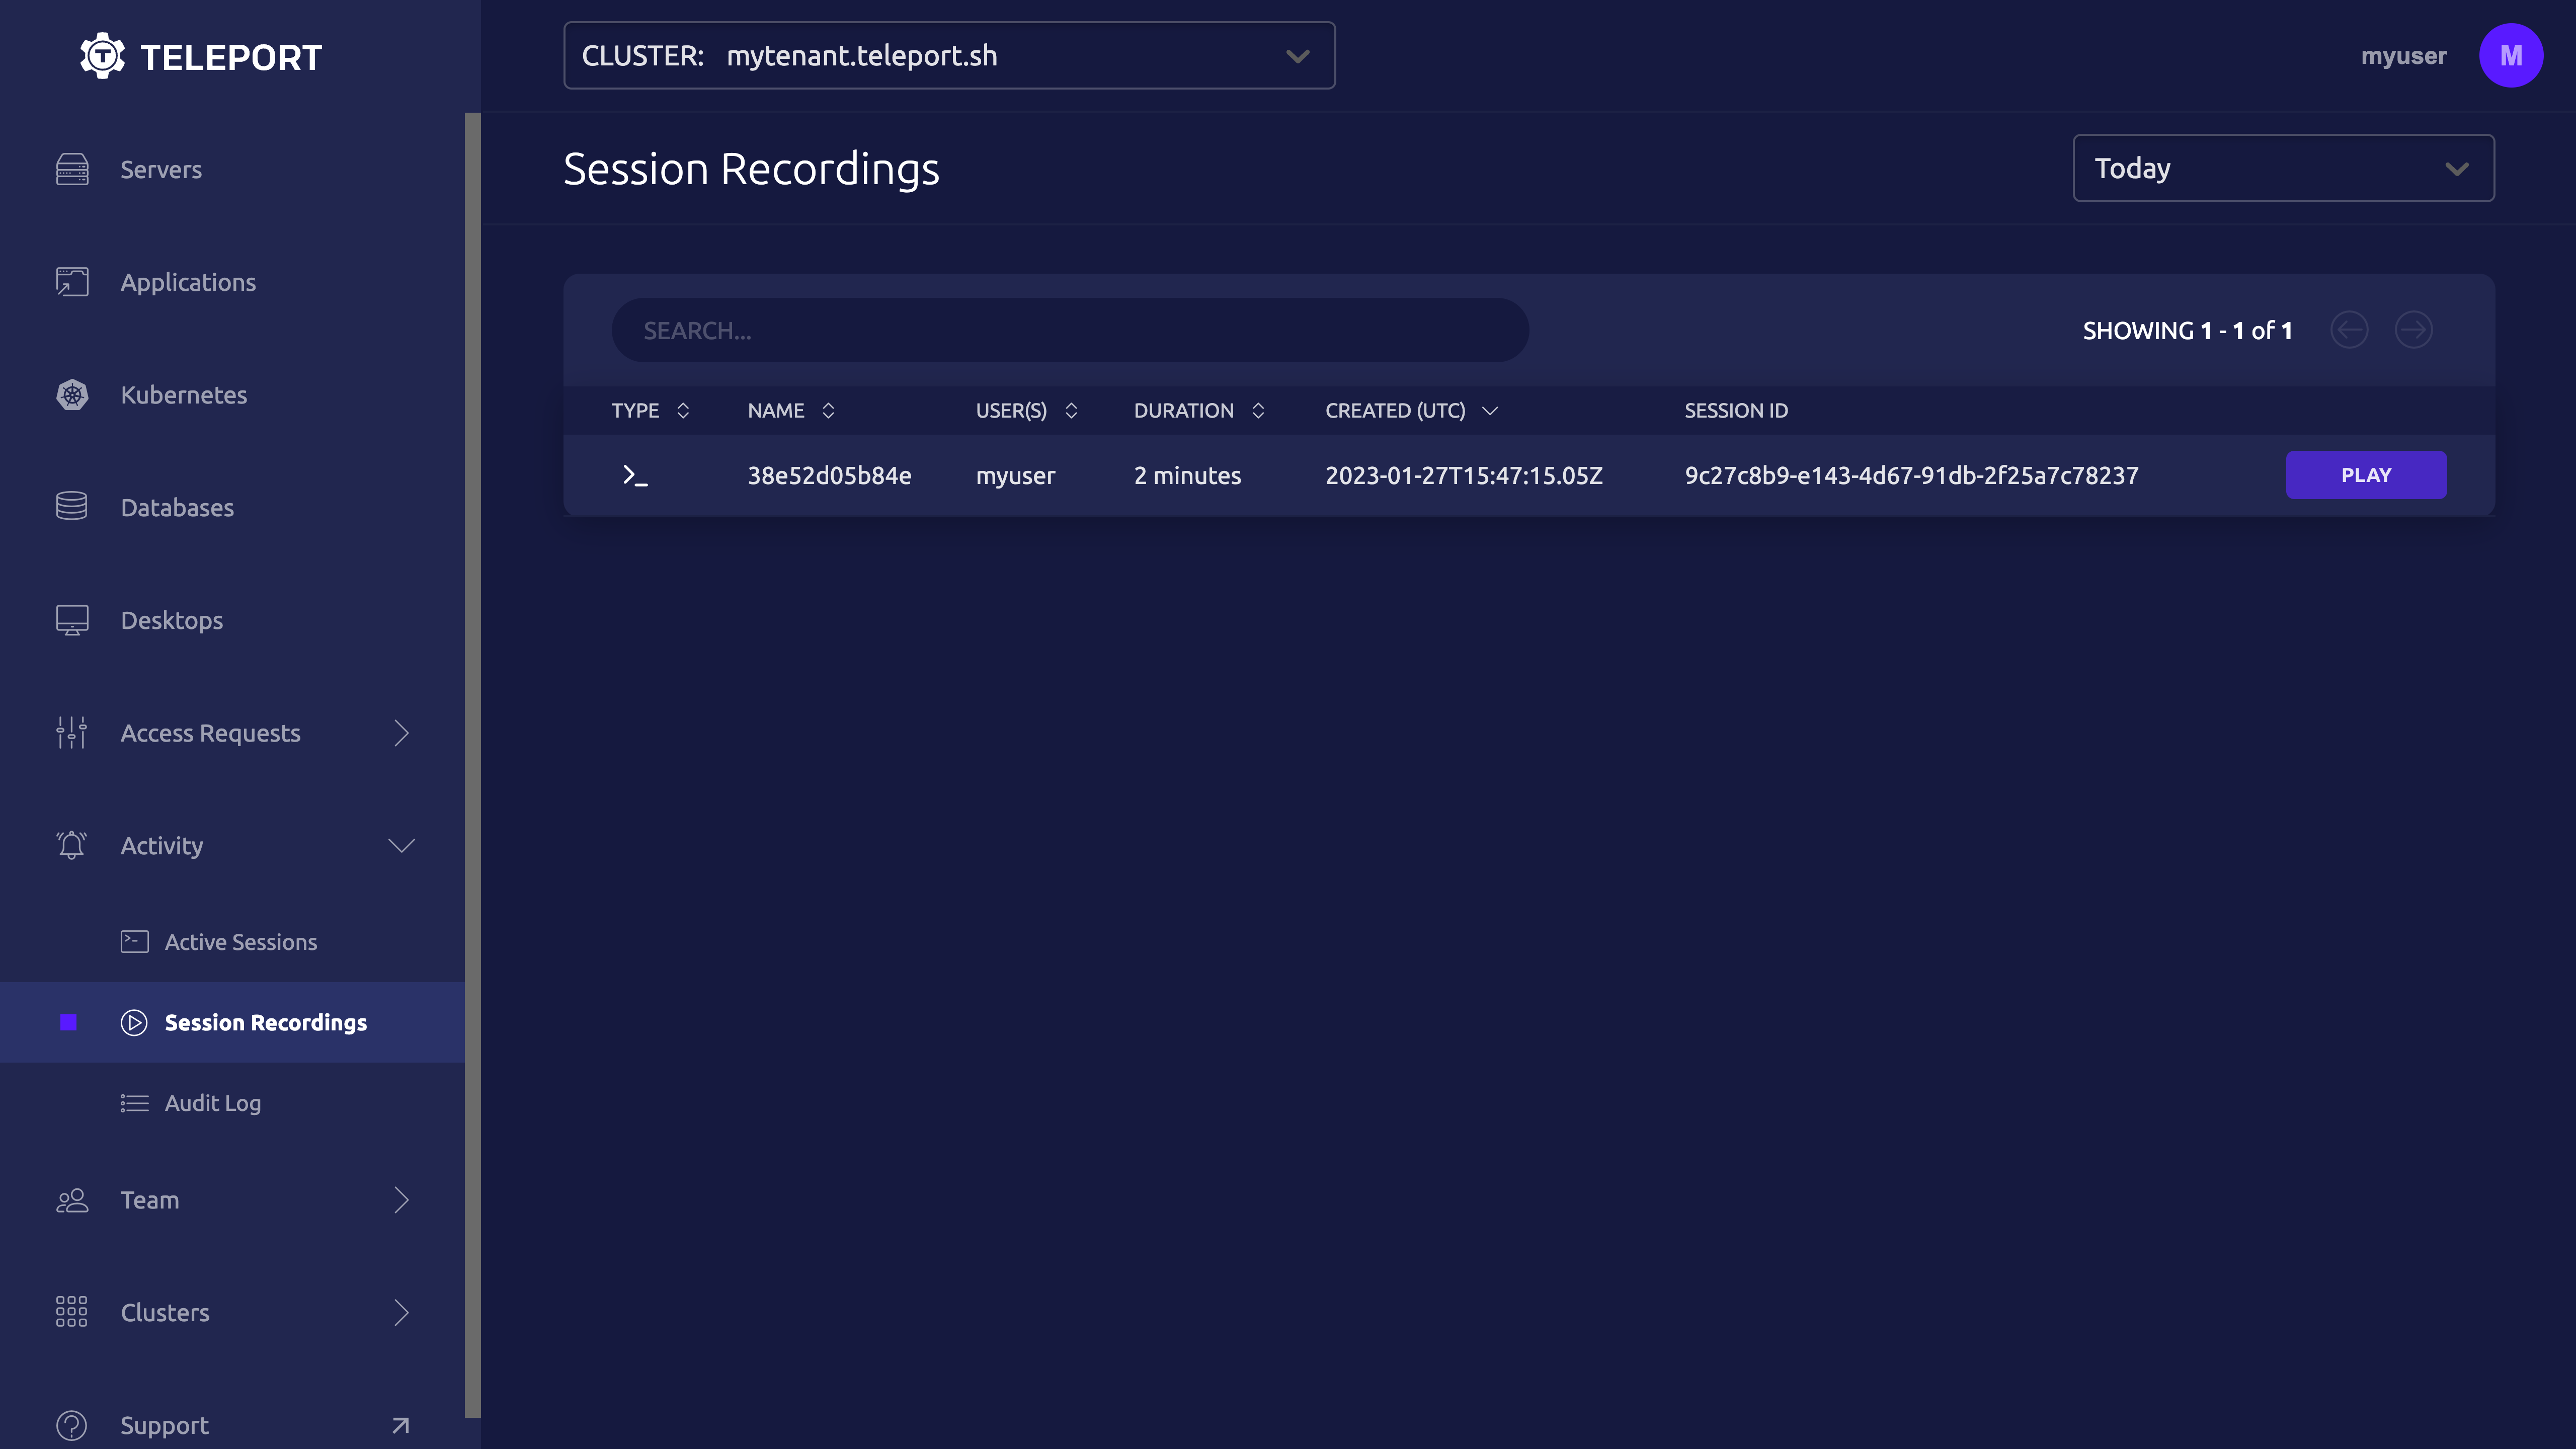 TELEPORT
CLUSTER: mytenant.teleport.sh
myuser
M
Servers
Applications
Kubernetes
Databases
Desktops
Access Requests
Activity
Active Sessions
Session Recordings
Audit Log
Team
Clusters
Support
Session Recordings
Today
SEARCH...
SHOWING 1 - 1 of 1
TYPE NAME USER(S) DURATION CREATED (UTC) SESSION ID
38e52d05b84e myuser 2 minutes 2023-01-27T15:47:15.05Z 9c27c8b9-e143-4d67-91db-2f25a7c78237 PLAY